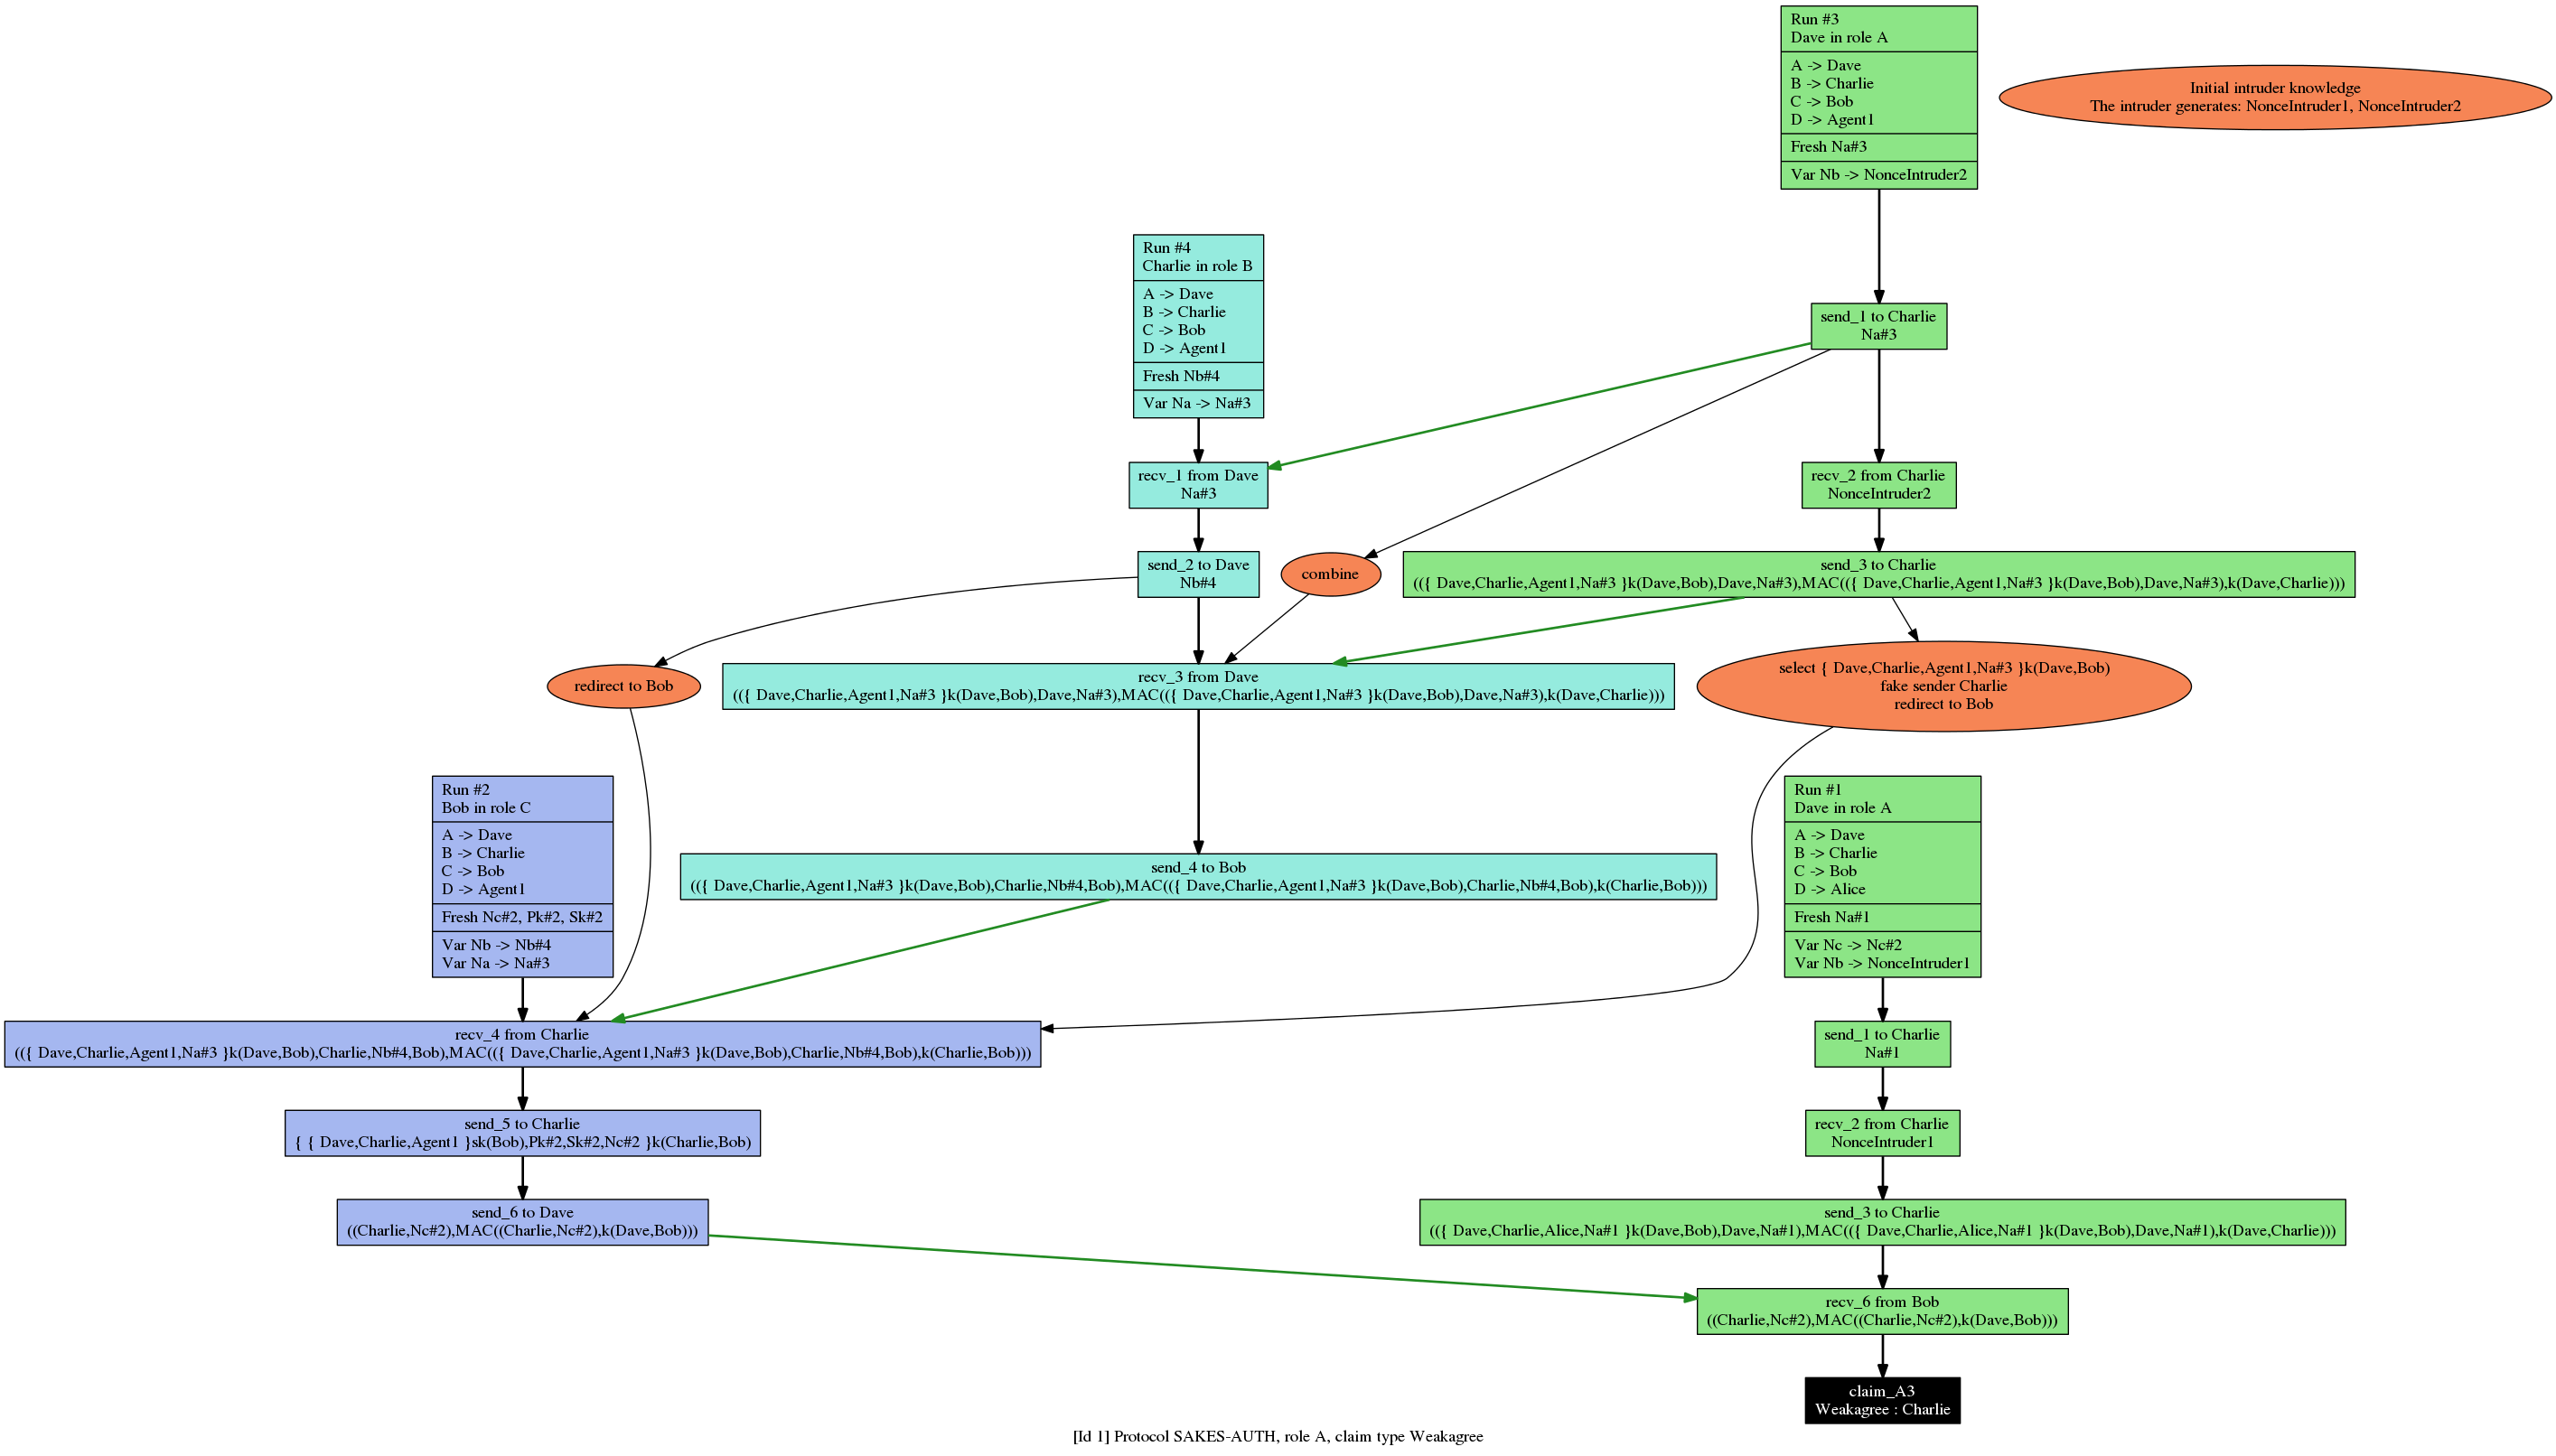 Run #3
Dave in role A
A -> Dave
B -> Charlie
C -> Bob
D -> Agent1
Fresh Na#3
Var Nb -> NonceIntruder2
Initial intruder knowledge
The intruder generates: NonceIntruder1, NonceIntruder2
Run #4
Charlie in role B
A -> Dave
B -> Charlie
C -> Bob
D -> Agent1
Fresh Nb#4
Var Na -> Na#3
send_1 to Charlie
Na#3
recv_1 from Dave
Na#3
recv_2 from Charlie
NonceIntruder2
send_2 to Dave
Nb#4
combine
send_3 to Charlie
(({ Dave,Charlie,Agent1,Na#3 }k(Dave,Bob),Dave,Na#3),MAC(({ Dave,Charlie,Agent1,Na#3 }k(Dave,Bob),Dave,Na#3),k(Dave,Charlie)))
redirect to Bob
recv_3 from Dave
(({ Dave,Charlie,Agent1,Na#3 }k(Dave,Bob),Dave,Na#3),MAC(({ Dave,Charlie,Agent1,Na#3 }k(Dave,Bob),Dave,Na#3),k(Dave,Charlie)))
select { Dave,Charlie,Agent1,Na#3 }k(Dave,Bob)
fake sender Charlie
redirect to Bob
Run #2
Bob in role C
A -> Dave
B -> Charlie
C -> Bob
D -> Agent1
Fresh Nc#2, Pk#2, Sk#2
Var Nb -> Nb#4
Var Na -> Na#3
send_4 to Bob
(({ Dave,Charlie,Agent1,Na#3 }k(Dave,Bob),Charlie,Nb#4,Bob),MAC(({ Dave,Charlie,Agent1,Na#3 }k(Dave,Bob),Charlie,Nb#4,Bob),k(Charlie,Bob)))
Run #1
Dave in role A
A -> Dave
B -> Charlie
C -> Bob
D -> Alice
Fresh Na#1
Var Nc -> Nc#2
Var Nb -> NonceIntruder1
recv_4 from Charlie
(({ Dave,Charlie,Agent1,Na#3 }k(Dave,Bob),Charlie,Nb#4,Bob),MAC(({ Dave,Charlie,Agent1,Na#3 }k(Dave,Bob),Charlie,Nb#4,Bob),k(Charlie,Bob)))
send_1 to Charlie
Na#1
send_5 to Charlie
{ { Dave,Charlie,Agent1 }sk(Bob),Pk#2,Sk#2,Nc#2 }k(Charlie,Bob)
recv_2 from Charlie
NonceIntruder1
send_6 to Dave
((Charlie,Nc#2),MAC((Charlie,Nc#2),k(Dave,Bob)))
send_3 to Charlie
(({ Dave,Charlie,Alice,Na#1 }k(Dave,Bob),Dave,Na#1),MAC(({ Dave,Charlie,Alice,Na#1 }k(Dave,Bob),Dave,Na#1),k(Dave,Charlie)))
recv_6 from Bob
((Charlie,Nc#2),MAC((Charlie,Nc#2),k(Dave,Bob)))
claim_A3
Weakagree : Charlie
[Id 1] Protocol SAKES-AUTH, role A, claim type Weakagree